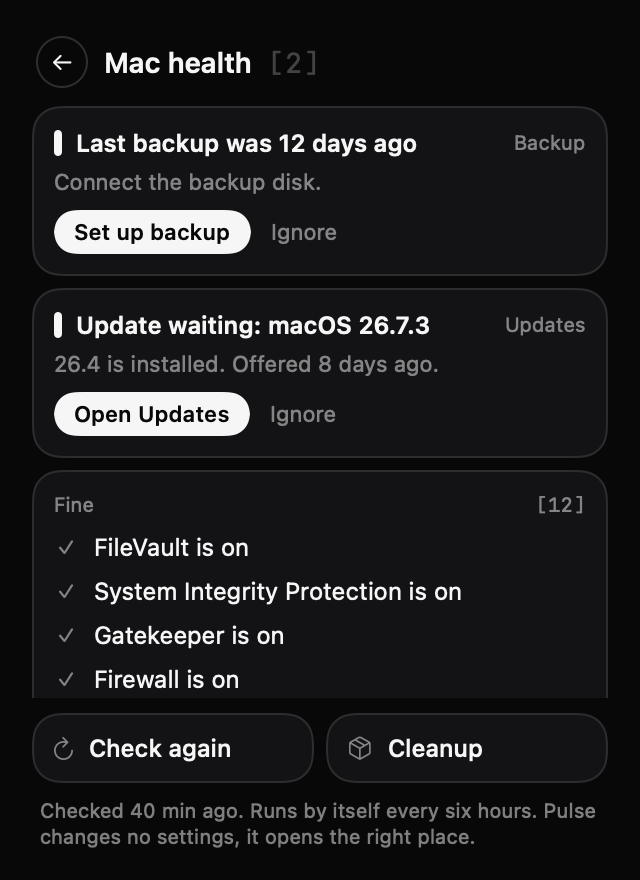 Mac health [2]
Last backup was 12 days ago Backup
Connect the backup disk.
Set up backup Ignore
Update waiting: macOS 26.7.3 Updates
26.4 is installed. Offered 8 days ago.
Open Updates Ignore
Fine [12]
FileVault is on
System Integrity Protection is on
Gatekeeper is on
Firewall is on
Check again Cleanup
Checked 40 min ago. Runs by itself every six hours. Pulse
changes no settings, it opens the right place.